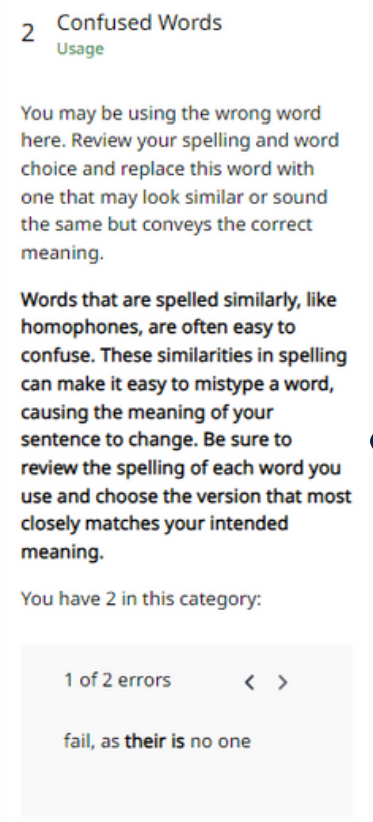 2
Confused Words
Usage
You may be using the wrong word
here. Review your spelling and word
choice and replace this word with
one that may look similar or sound
the same but conveys the correct
meaning.
Words that are spelled similarly, like
homophones, are often easy to
confuse. These similarities in spelling
can make it easy to mistype a word,
causing the meaning of your
sentence to change. Be sure to
review the spelling of each word you
use and choose the version that most
closely matches your intended
meaning.
You have 2 in this category:
1 of 2 errors < >
fail, as their is no one